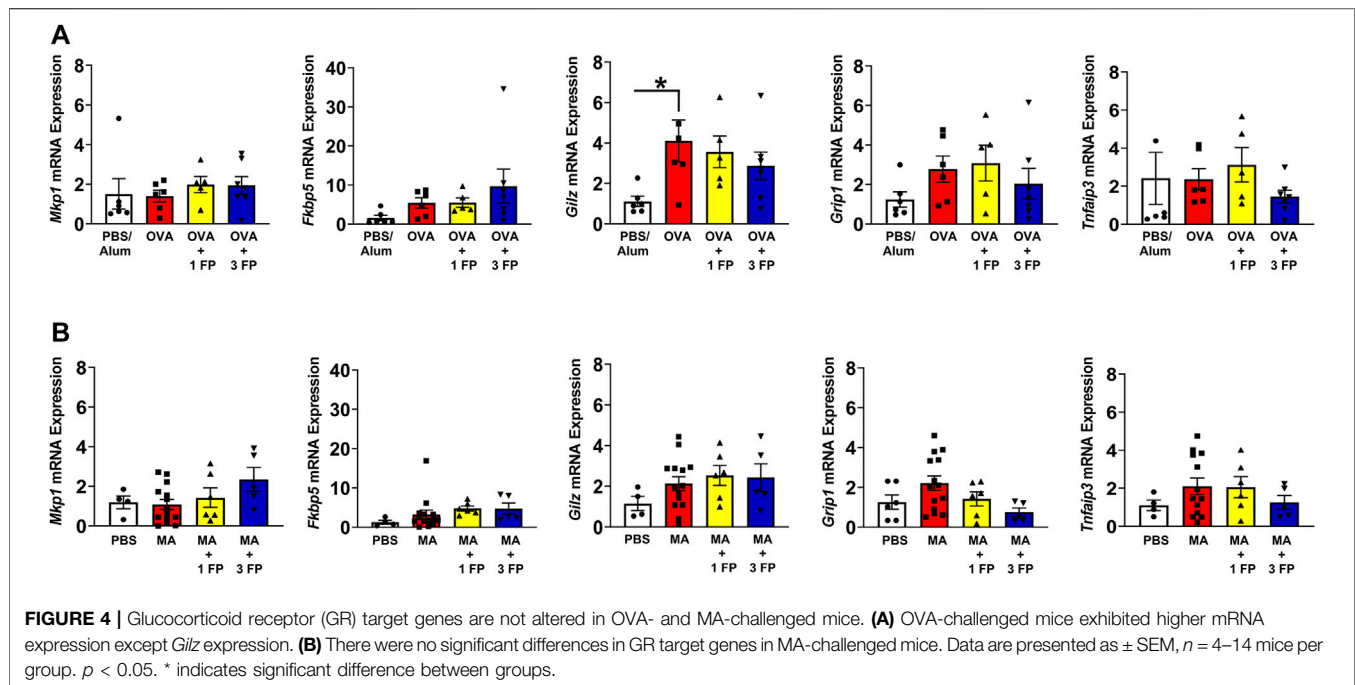 A
Mkp1 mRNA Expression
8
6
4
2
0
PBS/
Alum
OVA
OVA
+
1 FP
OVA
+
3 FP
Fkbp5 mRNA Expression
40
30
20
10
0
PBS/
Alum
OVA
OVA
+
1 FP
OVA
+
3 FP
Gilz mRNA Expression
8
6
4
2
0
*
PBS/
Alum
OVA
OVA
+
1 FP
OVA
+
3 FP
Grip1 mRNA Expression
8
6
4
2
0
PBS/
Alum
OVA
OVA
+
1 FP
OVA
+
3 FP
Tnfaip3 mRNA Expression
8
6
4
2
0
PBS/
Alum
OVA
OVA
+
1 FP
OVA
+
3 FP
B
Mkp1 mRNA Expression
8
6
4
2
0
PBS
MA
MA
+
1 FP
MA
+
3 FP
Fkbp5 mRNA Expression
40
30
20
10
0
PBS
MA
MA
+
1 FP
MA
+
3 FP
Gilz mRNA Expression
8
6
4
2
0
PBS
MA
MA
+
1 FP
MA
+
3 FP
Grip1 mRNA Expression
8
6
4
2
0
PBS
MA
MA
+
1 FP
MA
+
3 FP
Tnfaip3 mRNA Expression
8
6
4
2
0
PBS
MA
MA
+
1 FP
MA
+
3 FP
FIGURE 4 | Glucocorticoid receptor (GR) target genes are not altered in OVA- and MA-challenged mice. (A) OVA-challenged mice exhibited higher mRNA
expression except Gilz expression. (B) There were no significant differences in GR target genes in MA-challenged mice. Data are presented as ± SEM, n = 4–14 mice per
group. p < 0.05. * indicates significant difference between groups.